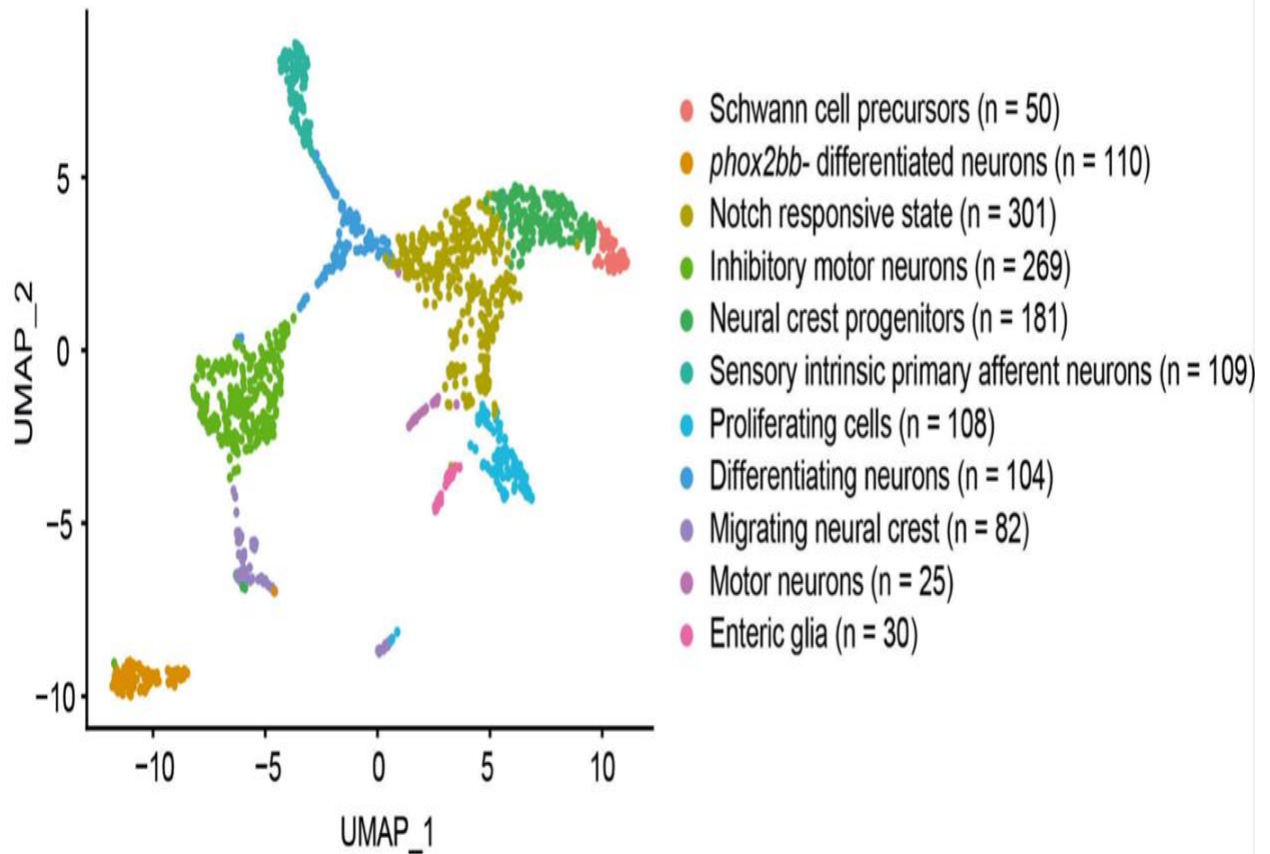 5
0
−5
−10
UMAP_2
−10
−5
0
5
10
UMAP_1
Schwann cell precursors (n = 50)
phox2bb- differentiated neurons (n = 110)
Notch responsive state (n = 301)
Inhibitory motor neurons (n = 269)
Neural crest progenitors (n = 181)
Sensory intrinsic primary afferent neurons (n = 109)
Proliferating cells (n = 108)
Differentiating neurons (n = 104)
Migrating neural crest (n = 82)
Motor neurons (n = 25)
Enteric glia (n = 30)